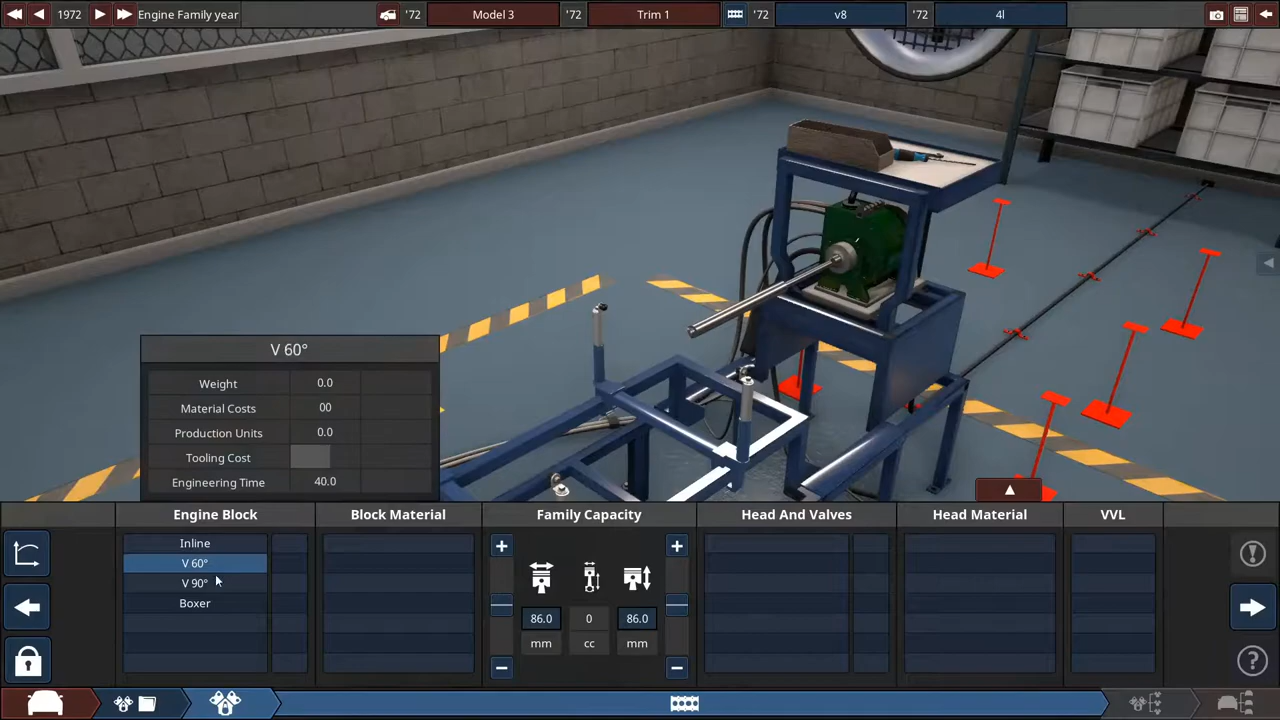 1972 Engine Family year '72 Model 3 '72 Trim 1 '72 v8 '72 4l
V 60°
Weight 0.0
Material Costs 00
Production Units 0.0
Tooling Cost
Engineering Time 40.0
Engine Block Block Material Family Capacity Head And Valves Head Material VVL
Inline
V 60°
V 90°
Boxer
86.0 0 86.0
mm cc mm